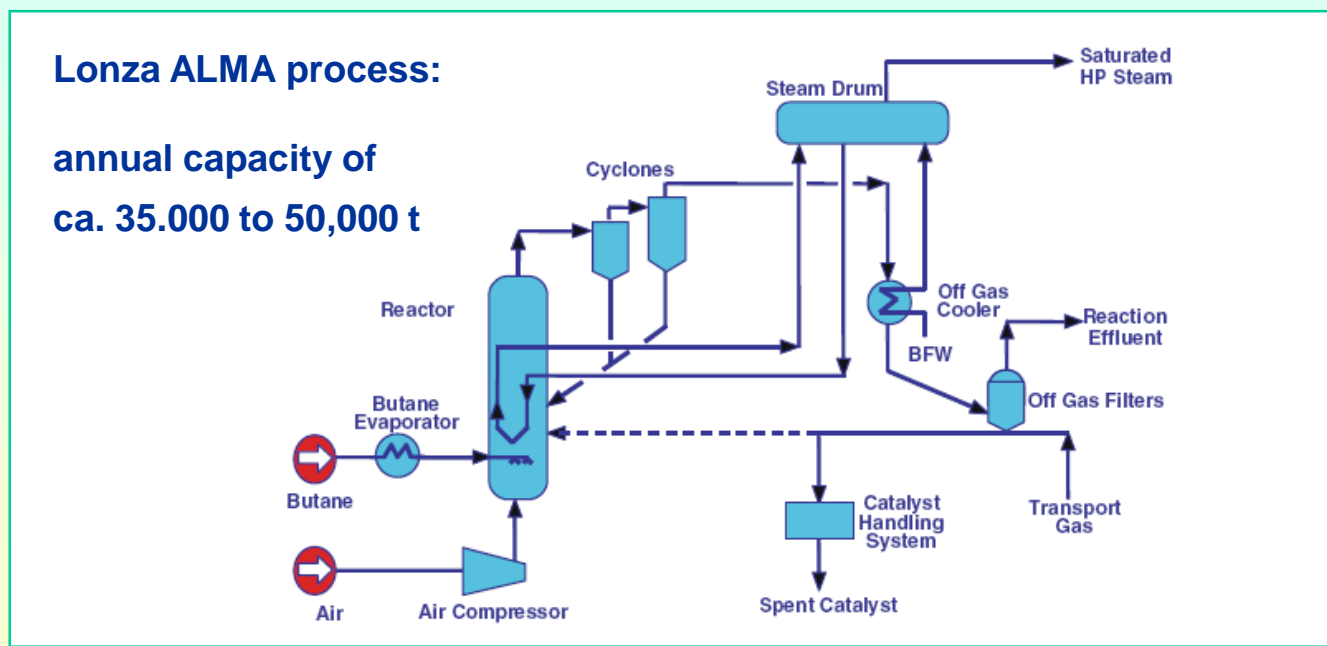 Lonza ALMA process:
annual capacity of
ca. 35.000 to 50,000 t
Saturated
HP Steam
Steam Drum
Cyclones
Reactor
Off Gas
Cooler
BFW
Reaction
Effluent
Off Gas Filters
Butane
Evaporator
Butane
Catalyst
Handling
System
Transport
Gas
Air
Air Compressor
Spent Catalyst